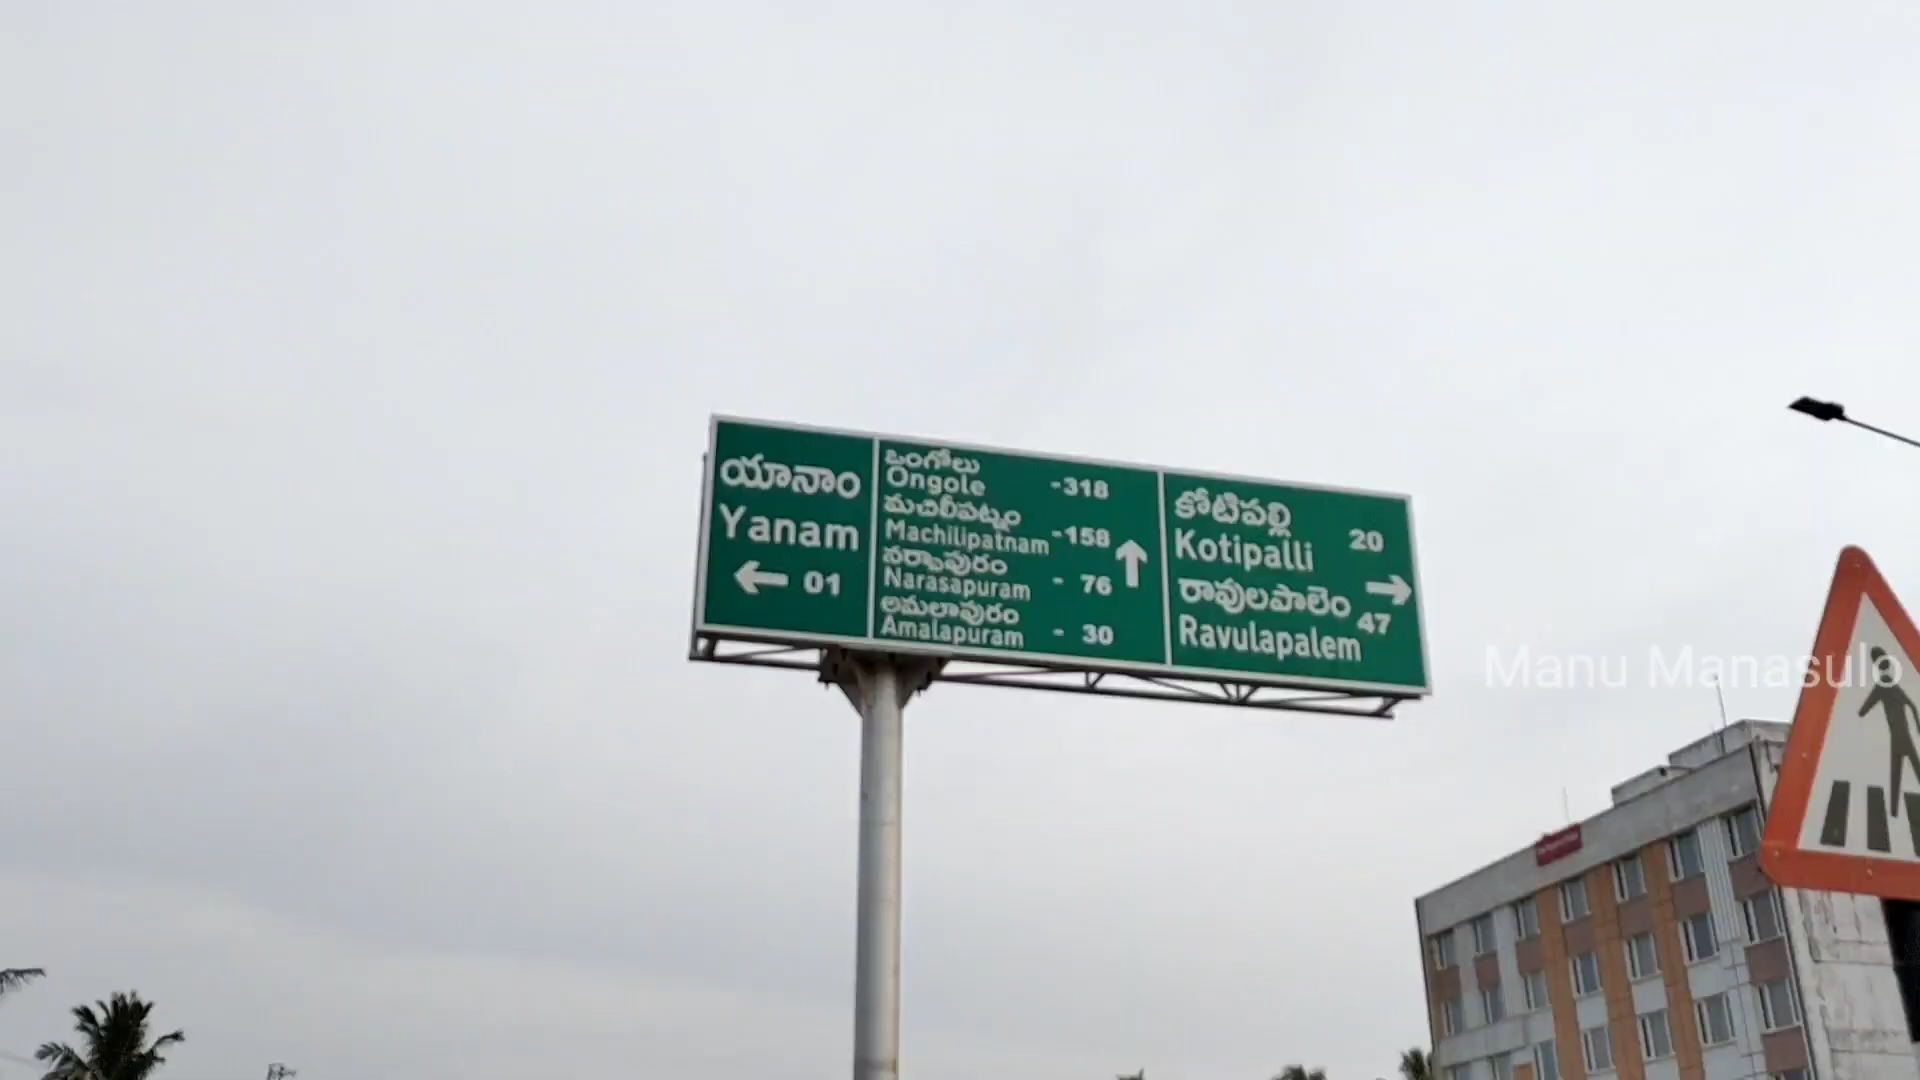 యానాం
Yanam
← 01
ఒంగోలు
Ongole -318
మచిలీపట్నం
Machilipatnam -158
నర్సాపురం
Narasapuram - 76
అమలాపురం
Amalapuram - 30
↑
కోటిపల్లి
Kotipalli 20
→
రావులపాలెం
Ravulapalem 47
Manu Manasulo